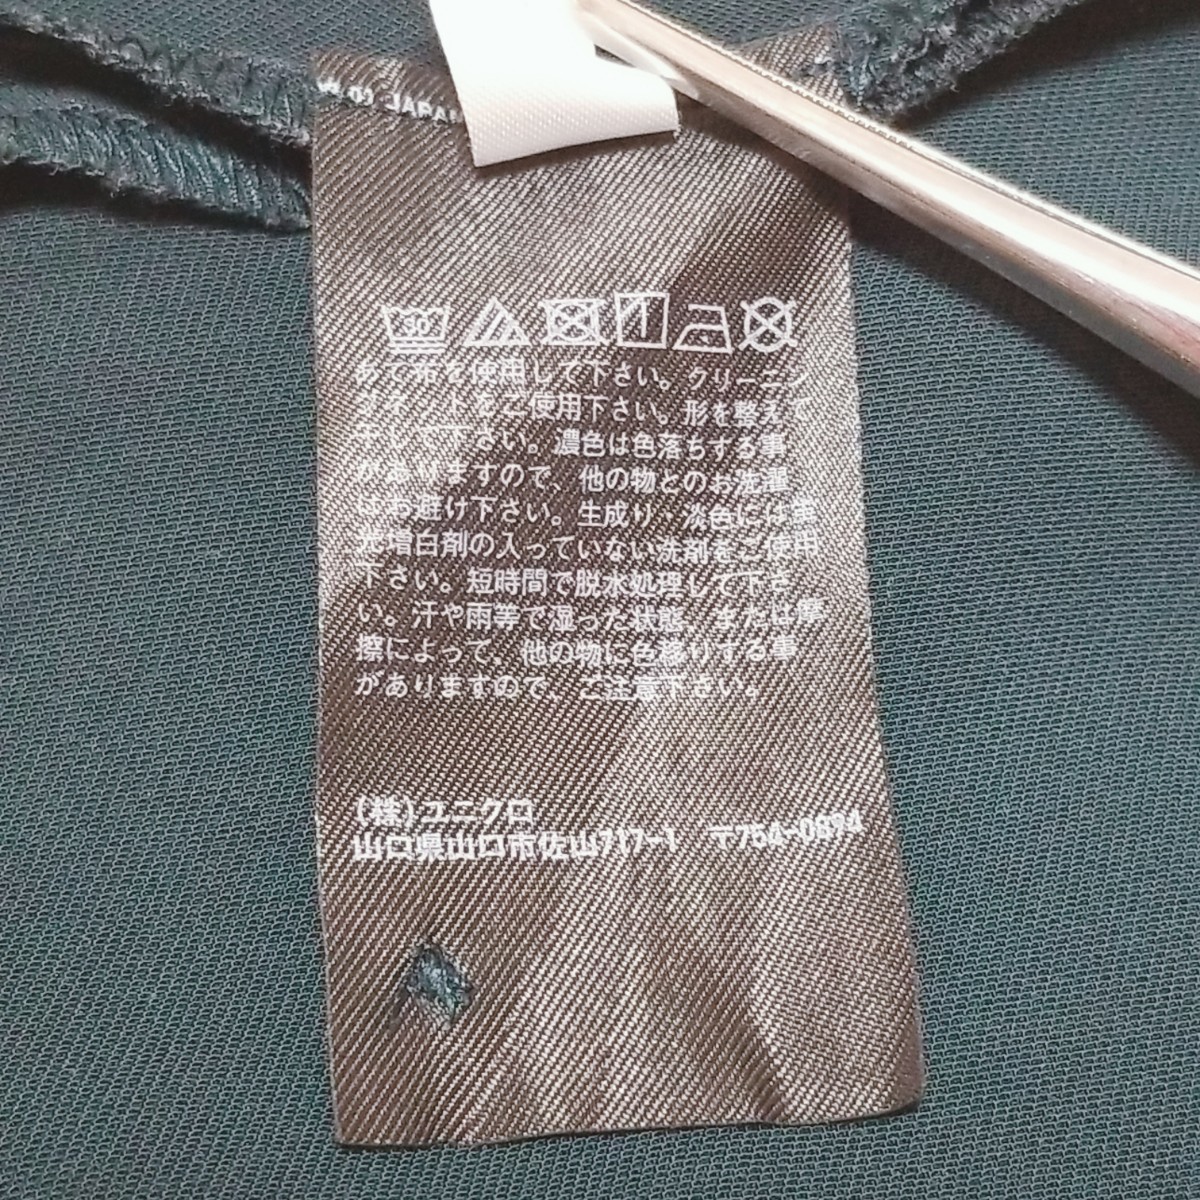 03 JAPAN
30
あて布を使用して下さい。クリーニン
グネットをご使用下さい。形を整えて
干して下さい。濃色は色落ちする事
がありますので、他の物とのお洗濯
はお避け下さい。生成り・淡色には蛍
光増白剤の入っていない洗剤をご使用
下さい。短時間で脱水処理して下さ
い。汗や雨等で湿った状態、または摩
擦によって、他の物に色移りする事
がありますので、ご注意下さい。
(株)ユニクロ
山口県山口市佐山717-1 〒754-0894